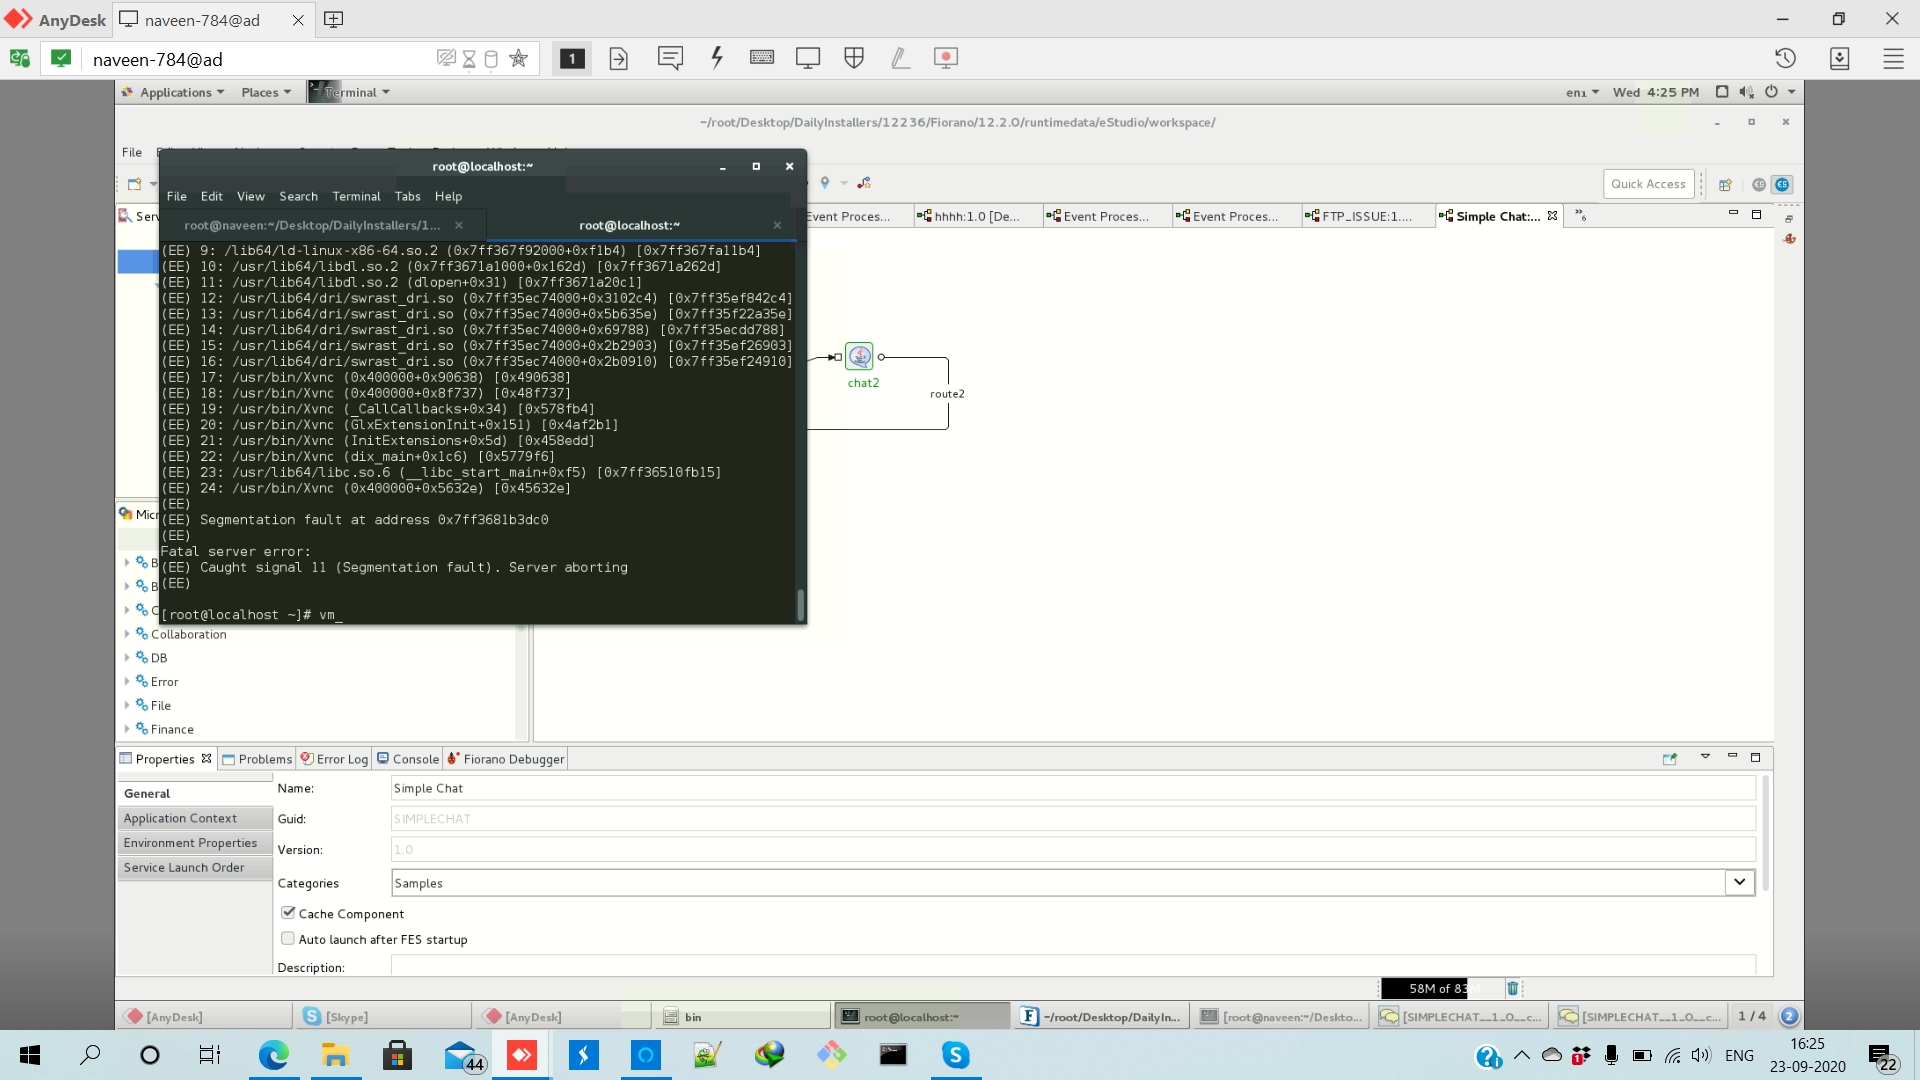 AnyDesk
naveen-784@ad
naveen-784@ad
1
Applications
Places
Terminal
en1
Wed 4:25 PM
~/root/Desktop/DailyInstallers/12236/Fiorano/12.2.0/runtimedata/eStudio/workspace/
File
root@localhost:~
File Edit View Search Terminal Tabs Help
Quick Access
root@naveen:~/Desktop/DailyInstallers/1...
root@localhost:~
Event Proces...
hhhh:1.0 [De...
Event Proces...
Event Proces...
FTP_ISSUE:1....
Simple Chat:...
(EE) 9: /lib64/ld-linux-x86-64.so.2 (0x7ff367f92000+0xf1b4) [0x7ff367fa11b4]
(EE) 10: /usr/lib64/libdl.so.2 (0x7ff3671a1000+0x162d) [0x7ff3671a262d]
(EE) 11: /usr/lib64/libdl.so.2 (dlopen+0x31) [0x7ff3671a20c1]
(EE) 12: /usr/lib64/dri/swrast_dri.so (0x7ff35ec74000+0x3102c4) [0x7ff35ef842c4]
(EE) 13: /usr/lib64/dri/swrast_dri.so (0x7ff35ec74000+0x5b635e) [0x7ff35f22a35e]
(EE) 14: /usr/lib64/dri/swrast_dri.so (0x7ff35ec74000+0x69788) [0x7ff35ecdd788]
(EE) 15: /usr/lib64/dri/swrast_dri.so (0x7ff35ec74000+0x2b2903) [0x7ff35ef26903]
(EE) 16: /usr/lib64/dri/swrast_dri.so (0x7ff35ec74000+0x2b0910) [0x7ff35ef24910]
(EE) 17: /usr/bin/Xvnc (0x400000+0x90638) [0x490638]
(EE) 18: /usr/bin/Xvnc (0x400000+0x8f737) [0x48f737]
(EE) 19: /usr/bin/Xvnc (_CallCallbacks+0x34) [0x578fb4]
(EE) 20: /usr/bin/Xvnc (GlxExtensionInit+0x151) [0x4af2b1]
(EE) 21: /usr/bin/Xvnc (InitExtensions+0x5d) [0x458edd]
(EE) 22: /usr/bin/Xvnc (dix_main+0x1c6) [0x5779f6]
(EE) 23: /usr/lib64/libc.so.6 (__libc_start_main+0xf5) [0x7ff36510fb15]
(EE) 24: /usr/bin/Xvnc (0x400000+0x5632e) [0x45632e]
(EE)
(EE) Segmentation fault at address 0x7ff3681b3dc0
(EE)
Fatal server error:
(EE) Caught signal 11 (Segmentation fault). Server aborting
(EE)
[root@localhost ~]# vm_
chat2
route2
Collaboration
DB
Error
File
Finance
Properties
Problems
Error Log
Console
Fiorano Debugger
General
Application Context
Environment Properties
Service Launch Order
Name:
Simple Chat
Guid:
SIMPLECHAT
Version:
1.0
Categories
Samples
Cache Component
Auto launch after FES startup
Description:
58M of 83M
[AnyDesk]
[Skype]
[AnyDesk]
bin
root@localhost:~
~/root/Desktop/DailyIn...
[root@naveen:~/Deskto...
[SIMPLECHAT__1_0__c...
[SIMPLECHAT__1_0__c...
1 / 4
2
44
1
ENG
16:25
23-09-2020
22